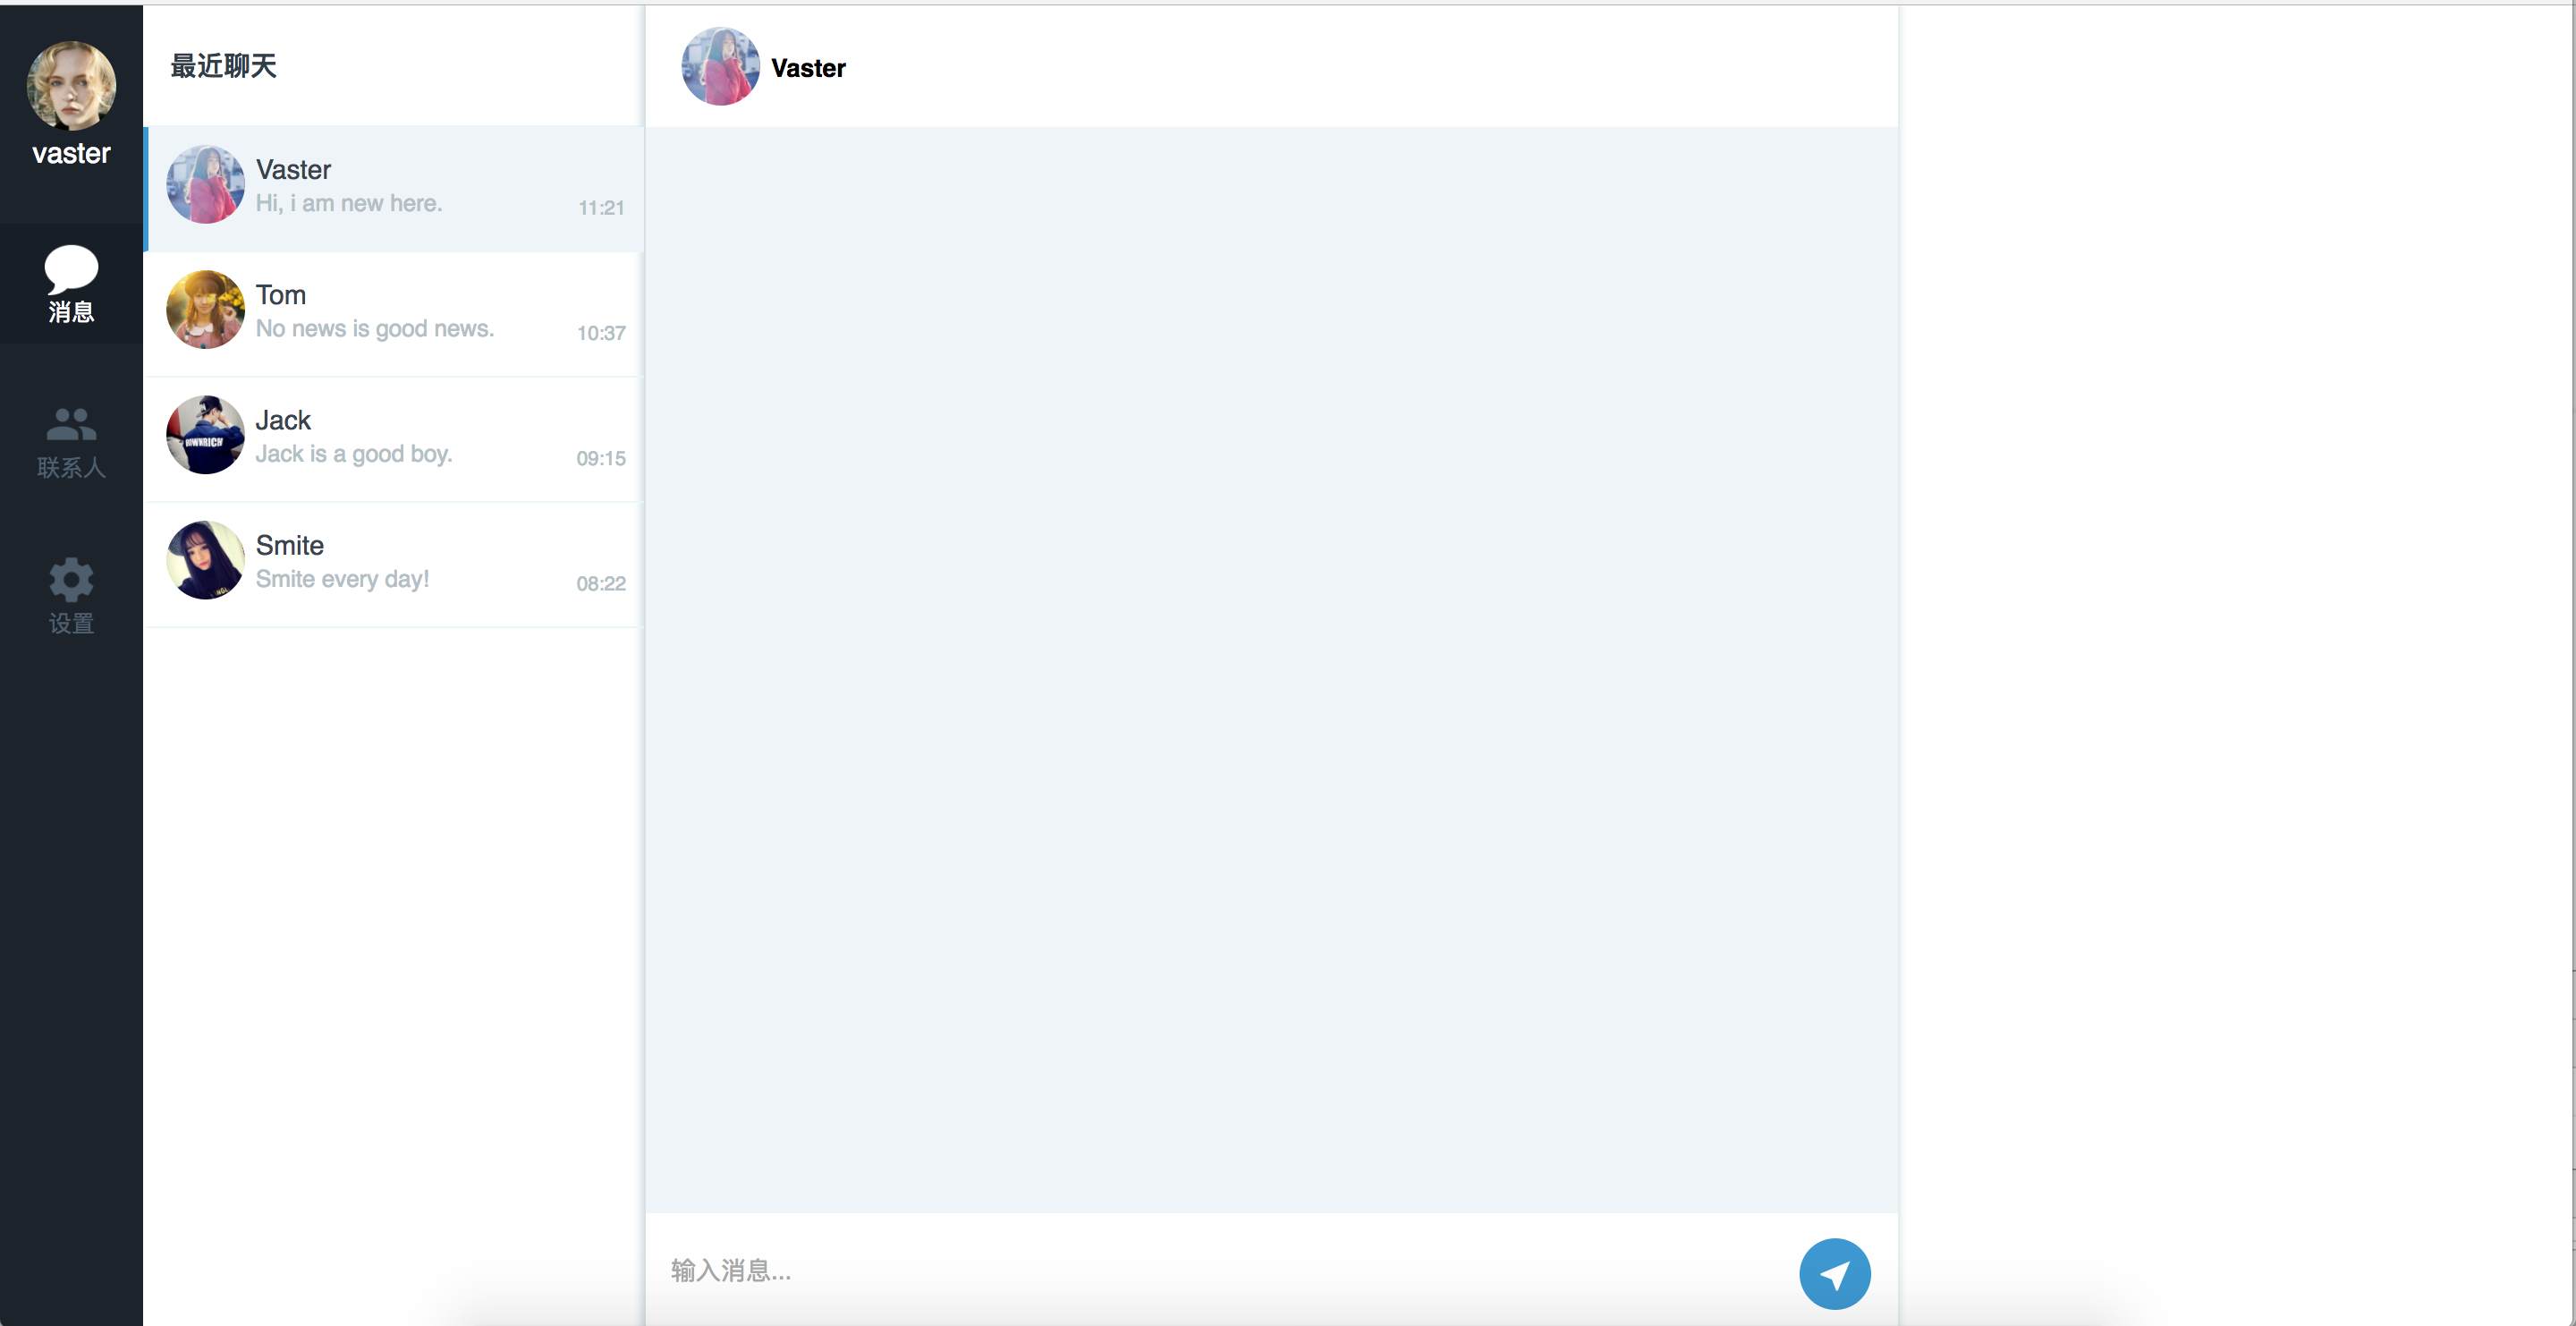 vaster
消息
联系人
设置
最近聊天
Vaster
Hi, i am new here.
11:21
Tom
No news is good news.
10:37
Jack
Jack is a good boy.
09:15
Smite
Smite every day!
08:22
Vaster
输入消息...